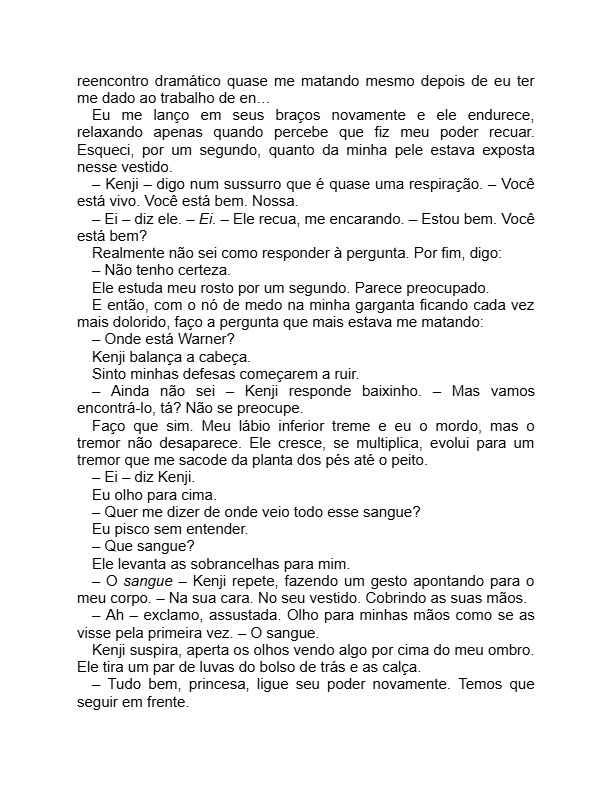 reencontro dramático quase me matando mesmo depois de eu ter
me dado ao trabalho de en…
Eu me lanço em seus braços novamente e ele endurece,
relaxando apenas quando percebe que fiz meu poder recuar.
Esqueci, por um segundo, quanto da minha pele estava exposta
nesse vestido.
– Kenji – digo num sussurro que é quase uma respiração. – Você
está vivo. Você está bem. Nossa.
– Ei – diz ele. – Ei. – Ele recua, me encarando. – Estou bem. Você
está bem?
Realmente não sei como responder à pergunta. Por fim, digo:
– Não tenho certeza.
Ele estuda meu rosto por um segundo. Parece preocupado.
E então, com o nó de medo na minha garganta ficando cada vez
mais dolorido, faço a pergunta que mais estava me matando:
– Onde está Warner?
Kenji balança a cabeça.
Sinto minhas defesas começarem a ruir.
– Ainda não sei – Kenji responde baixinho. – Mas vamos
encontrá-lo, tá? Não se preocupe.
Faço que sim. Meu lábio inferior treme e eu o mordo, mas o
tremor não desaparece. Ele cresce, se multiplica, evolui para um
tremor que me sacode da planta dos pés até o peito.
– Ei – diz Kenji.
Eu olho para cima.
– Quer me dizer de onde veio todo esse sangue?
Eu pisco sem entender.
– Que sangue?
Ele levanta as sobrancelhas para mim.
– O sangue – Kenji repete, fazendo um gesto apontando para o
meu corpo. – Na sua cara. No seu vestido. Cobrindo as suas mãos.
– Ah – exclamo, assustada. Olho para minhas mãos como se as
visse pela primeira vez. – O sangue.
Kenji suspira, aperta os olhos vendo algo por cima do meu ombro.
Ele tira um par de luvas do bolso de trás e as calça.
– Tudo bem, princesa, ligue seu poder novamente. Temos que
seguir em frente.